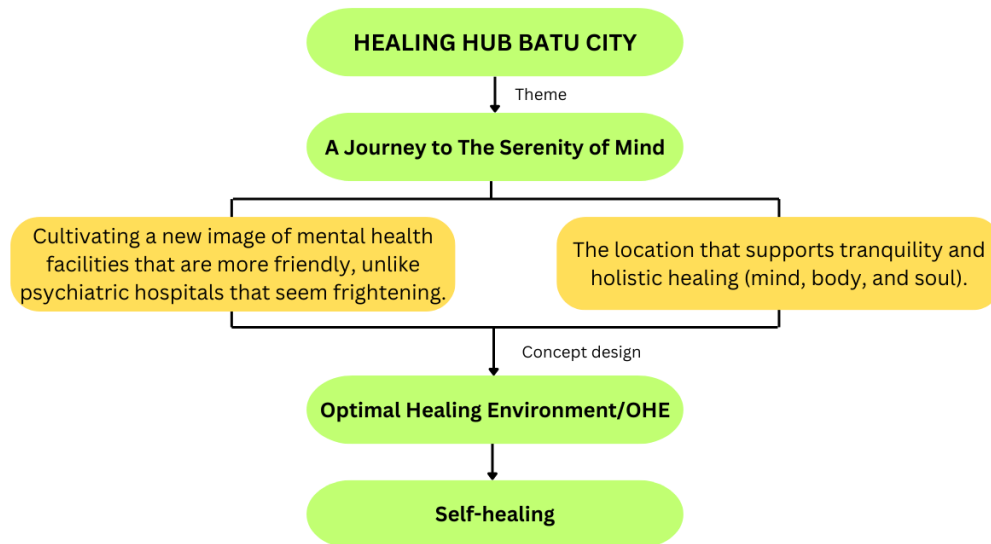 HEALING HUB BATU CITY
Theme
A Journey to The Serenity of Mind
Cultivating a new image of mental health
facilities that are more friendly, unlike
psychiatric hospitals that seem frightening.
The location that supports tranquility and
holistic healing (mind, body, and soul).
Concept design
Optimal Healing Environment/OHE
Self-healing